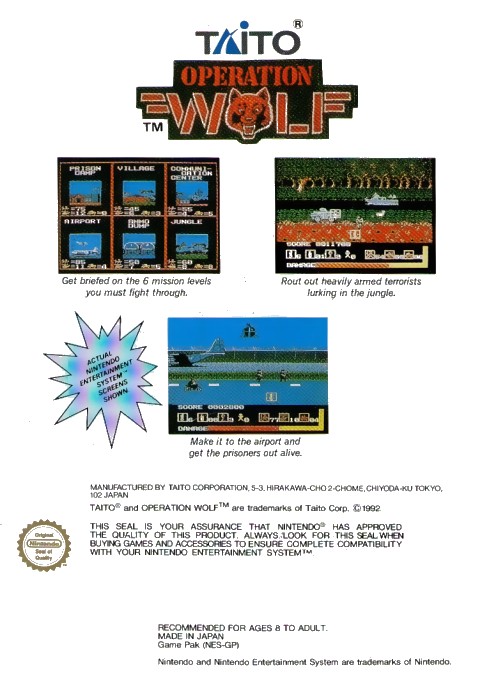 TAITO®
OPERATION
WOLF
TM
PRISON CAMP
VILLAGE
COMMUNI-
CATION
CENTER
AIRPORT
AMMO
DUMP
JUNGLE
SCORE 0011700
DAMAGE
Get briefed on the 6 mission levels
you must fight through.
Rout out heavily armed terrorists
lurking in the jungle.
ACTUAL
NINTENDO
ENTERTAINMENT
SYSTEM
SCREENS
SHOWN
SCORE 0002800
DAMAGE
Make it to the airport and
get the prisoners out alive.
MANUFACTURED BY TAITO CORPORATION, 5-3, HIRAKAWA-CHO 2-CHOME, CHIYODA-KU TOKYO,
102 JAPAN
TAITO® and OPERATION WOLF™ are trademarks of Taito Corp. © 1992
Original
Nintendo
Seal of
Quality
THIS SEAL IS YOUR ASSURANCE THAT NINTENDO® HAS APPROVED
THE QUALITY OF THIS PRODUCT. ALWAYS LOOK FOR THIS SEAL WHEN
BUYING GAMES AND ACCESSORIES TO ENSURE COMPLETE COMPATIBILITY
WITH YOUR NINTENDO ENTERTAINMENT SYSTEM™
RECOMMENDED FOR AGES 8 TO ADULT.
MADE IN JAPAN
Game Pak (NES-GP)
Nintendo and Nintendo Entertainment System are trademarks of Nintendo.